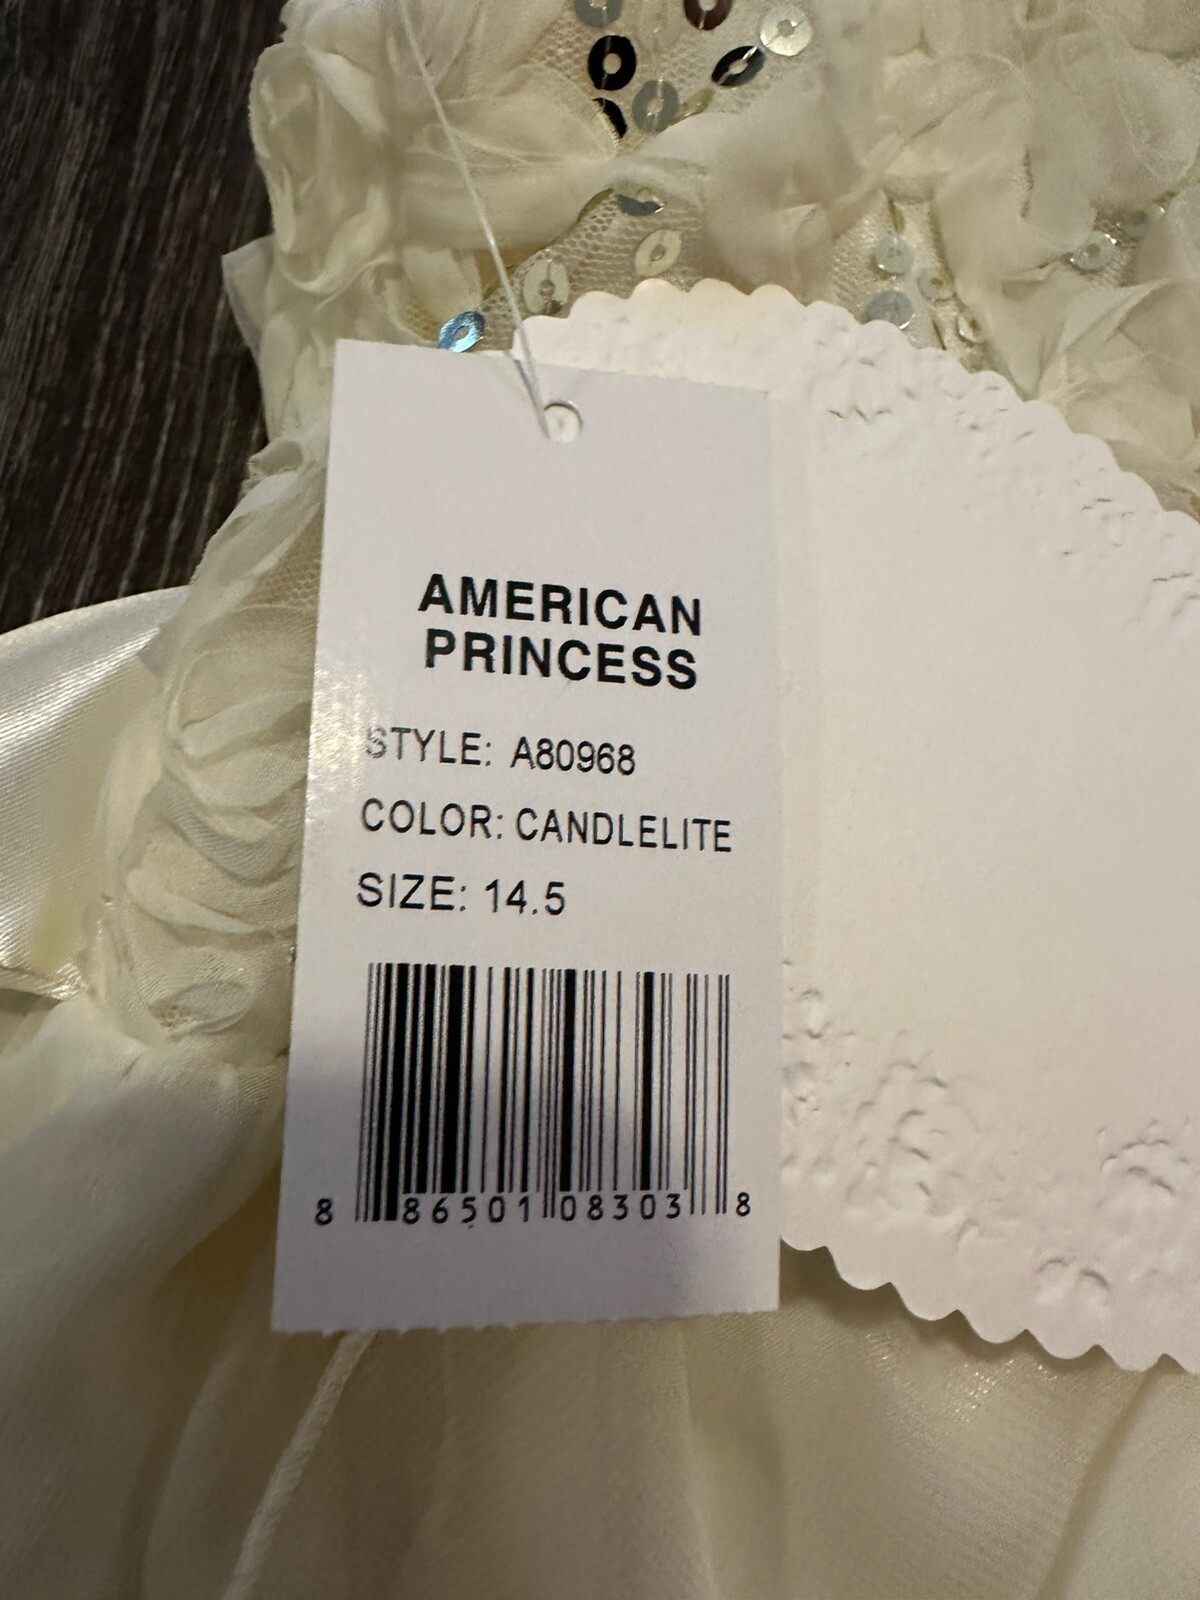 AMERICAN
PRINCESS
STYLE: A80968
COLOR: CANDLELITE
SIZE: 14.5
8 86501 08303 8